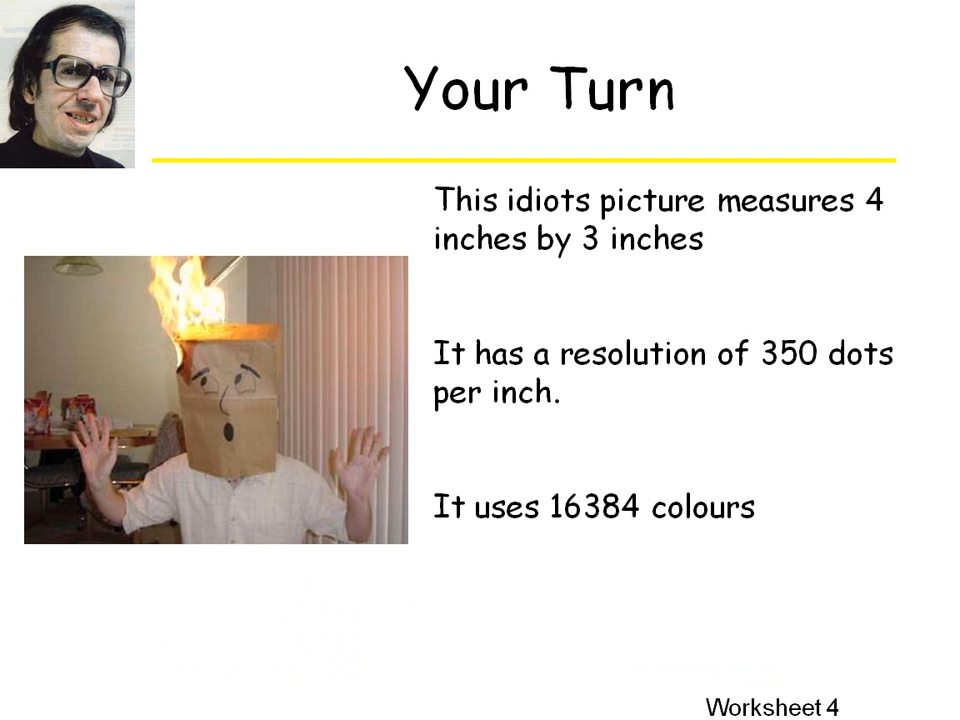 Your Turn
This idiots picture measures 4
inches by 3 inches
It has a resolution of 350 dots
per inch.
It uses 16384 colours
Worksheet 4